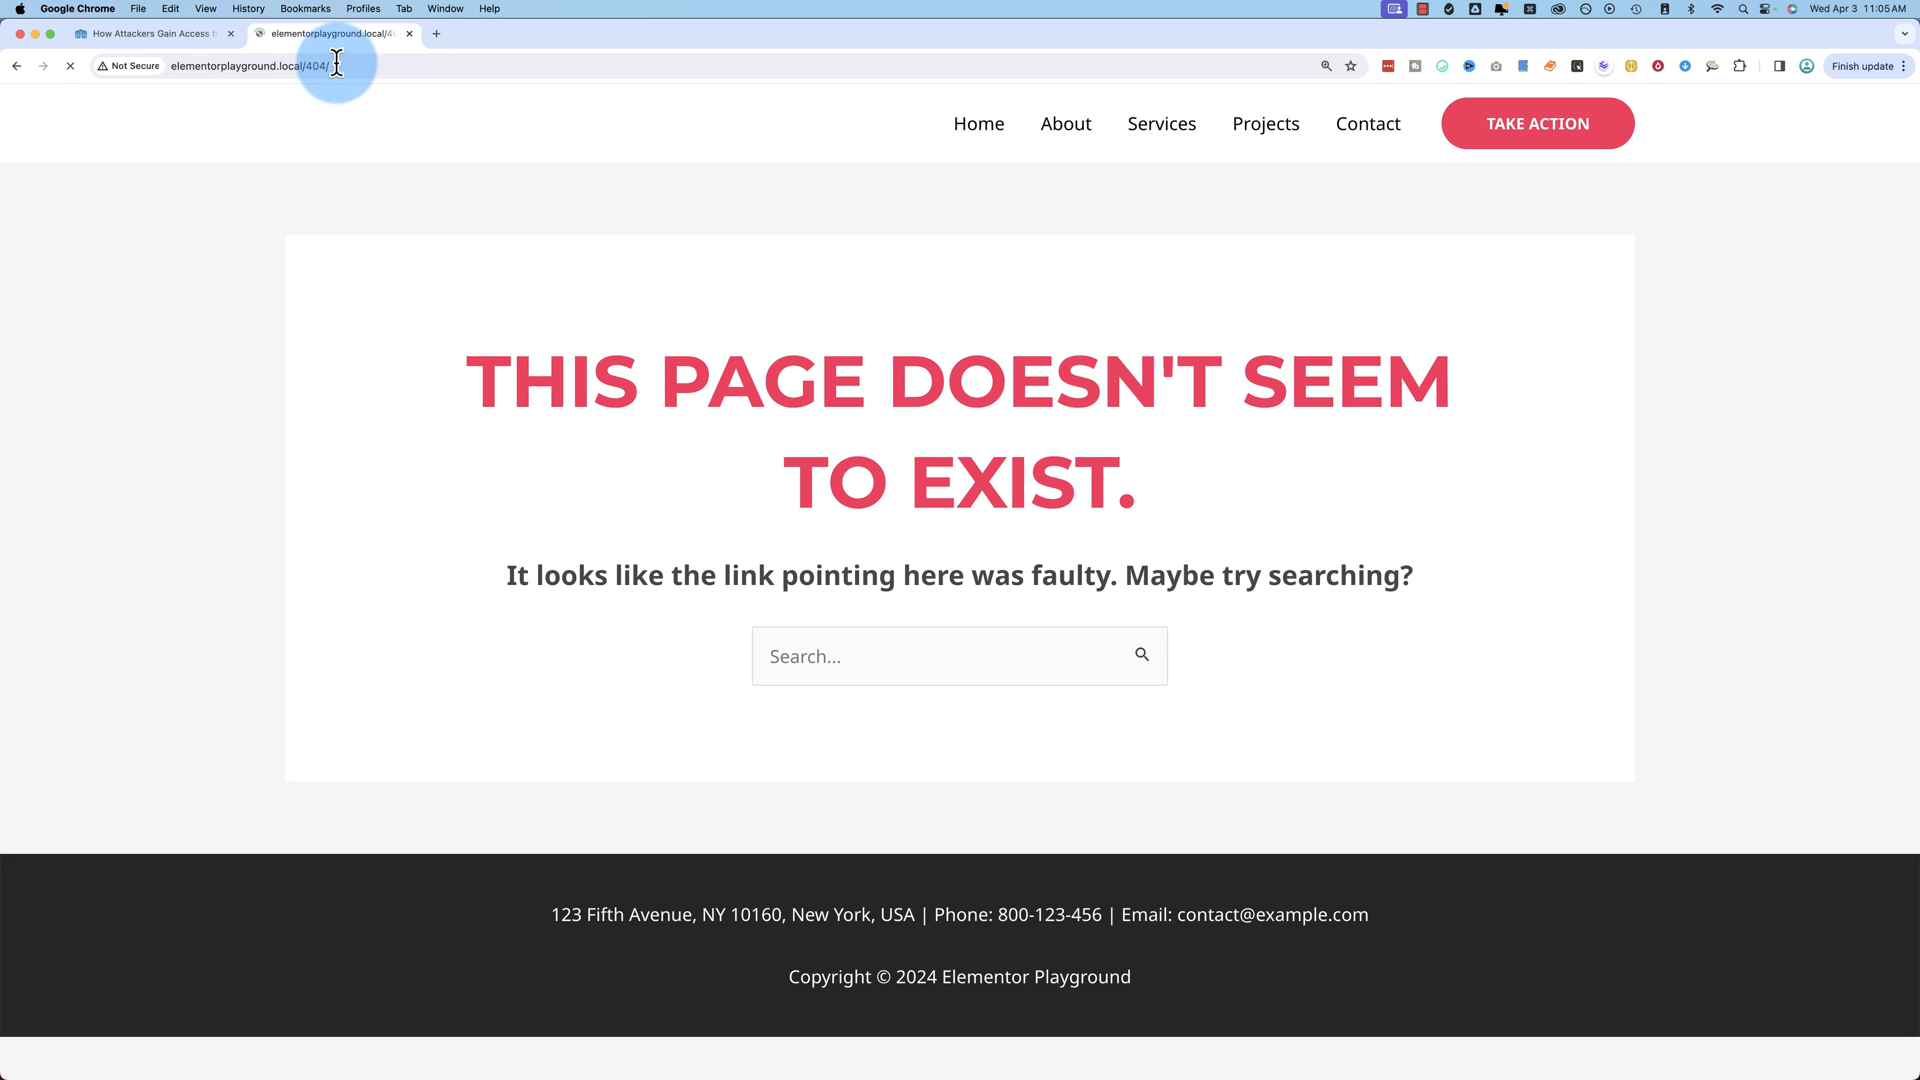 Google Chrome File Edit View History Bookmarks Profiles Tab Window Help Wed Apr 3 11:05 AM
How Attackers Gain Access elementorplayground.local/4
Not Secure elementorplayground.local/404/ Finish update
Home About Services Projects Contact TAKE ACTION
THIS PAGE DOESN'T SEEM
TO EXIST.
It looks like the link pointing here was faulty. Maybe try searching?
Search...
123 Fifth Avenue, NY 10160, New York, USA | Phone: 800-123-456 | Email: contact@example.com
Copyright © 2024 Elementor Playground